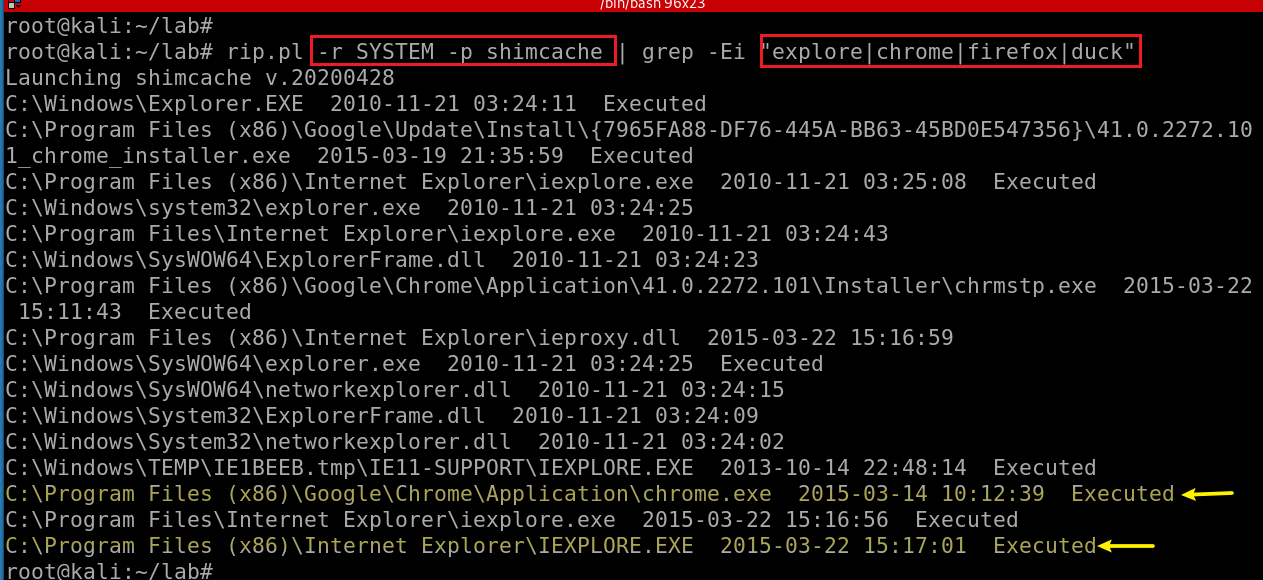 /bin/bash 96x23
root@kali:~/lab#
root@kali:~/lab# rip.pl -r SYSTEM -p shimcache | grep -Ei "explore|chrome|firefox|duck"
Launching shimcache v.20200428
C:\Windows\Explorer.EXE  2010-11-21 03:24:11  Executed
C:\Program Files (x86)\Google\Update\Install\{7965FA88-DF76-445A-BB63-45BD0E547356}\41.0.2272.10
1_chrome_installer.exe  2015-03-19 21:35:59  Executed
C:\Program Files (x86)\Internet Explorer\iexplore.exe  2010-11-21 03:25:08  Executed
C:\Windows\system32\explorer.exe  2010-11-21 03:24:25
C:\Program Files\Internet Explorer\iexplore.exe  2010-11-21 03:24:43
C:\Windows\SysWOW64\ExplorerFrame.dll  2010-11-21 03:24:23
C:\Program Files (x86)\Google\Chrome\Application\41.0.2272.101\Installer\chrmstp.exe  2015-03-22
 15:11:43  Executed
C:\Program Files (x86)\Internet Explorer\ieproxy.dll  2015-03-22 15:16:59
C:\Windows\SysWOW64\explorer.exe  2010-11-21 03:24:25  Executed
C:\Windows\SysWOW64\networkexplorer.dll  2010-11-21 03:24:15
C:\Windows\System32\ExplorerFrame.dll  2010-11-21 03:24:09
C:\Windows\System32\networkexplorer.dll  2010-11-21 03:24:02
C:\Windows\TEMP\IE1BEEB.tmp\IE11-SUPPORT\IEXPLORE.EXE  2013-10-14 22:48:14  Executed
C:\Program Files (x86)\Google\Chrome\Application\chrome.exe  2015-03-14 10:12:39  Executed
C:\Program Files\Internet Explorer\iexplore.exe  2015-03-22 15:16:56  Executed
C:\Program Files (x86)\Internet Explorer\IEXPLORE.EXE  2015-03-22 15:17:01  Executed
root@kali:~/lab#